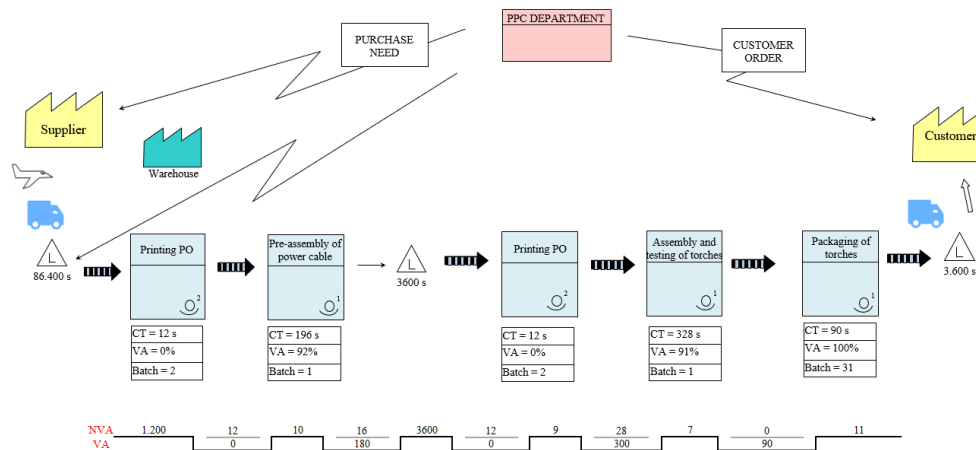 PPC DEPARTMENT
PURCHASE
NEED
CUSTOMER
ORDER
Supplier
Warehouse
Customer
L
86.400 s
Printing PO
2
Pre-assembly of
power cable
1
L
3600 s
Printing PO
2
Assembly and
testing of torches
1
Packaging of
torches
1
L
3.600 s
CT = 12 s
VA = 0%
Batch = 2
CT = 196 s
VA = 92%
Batch = 1
CT = 12 s
VA = 0%
Batch = 2
CT = 328 s
VA = 91%
Batch = 1
CT = 90 s
VA = 100%
Batch = 31
NVA 1.200 12 10 16 3600 12 9 28 7 0 11
VA 0 180 0 300 90